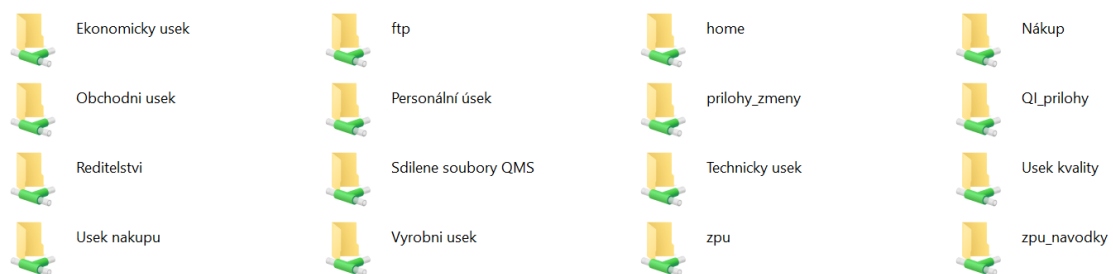 Ekonomicky usek
ftp
home
Nákup
Obchodni usek
Personální úsek
prilohy_zmeny
QI_prilohy
Reditelstvi
Sdilene soubory QMS
Technicky usek
Usek kvality
Usek nakupu
Vyrobni usek
zpu
zpu_navodky